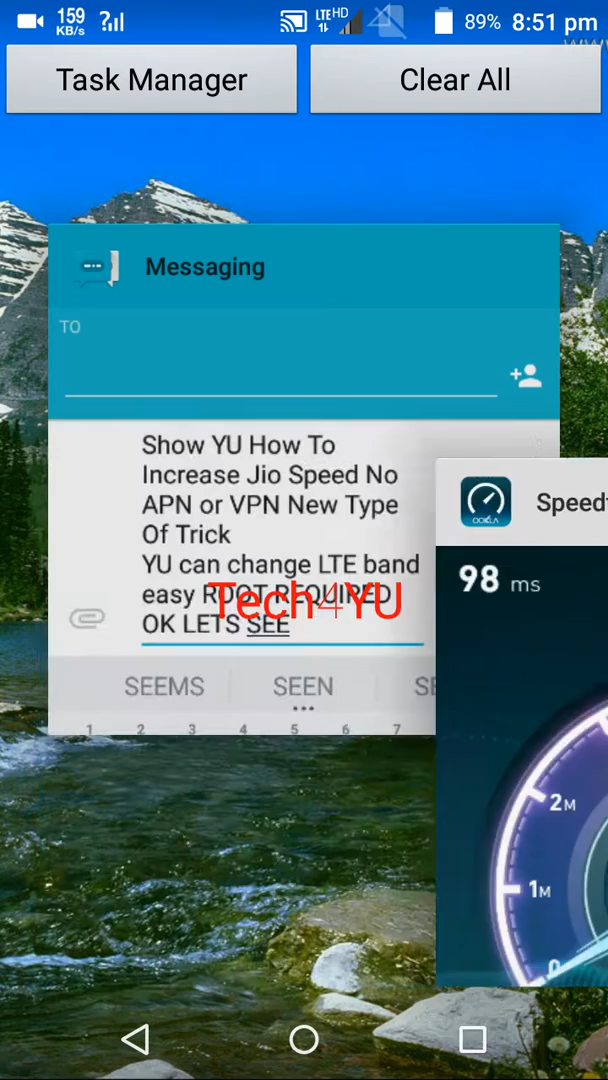 159
KB/s
LTE HD
89%
8:51 pm
Task Manager
Clear All
Messaging
TO
Show YU How To
Increase Jio Speed No
APN or VPN New Type
Of Trick
YU can change LTE band
easy ROOT REQUIRED
OK LETS SEE
Tech4YU
SEEMS
SEEN
1 2 3 4 5 6 7
OOKLA
98 ms
2M
1M
0